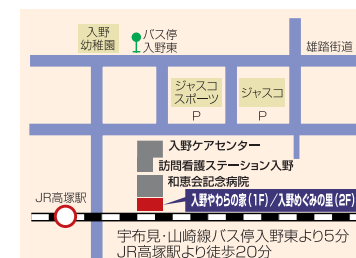 入野
幼稚園
バス停
入野東
雄踏街道
ジャスコ
スポーツ
P
ジャスコ
P
入野ケアセンター
訪問看護ステーション入野
和恵会記念病院
JR高塚駅
入野やわらの家（1F）／入野めぐみの里（2F）
宇布見・山崎線バス停入野東より5分
JR高塚駅より徒歩20分